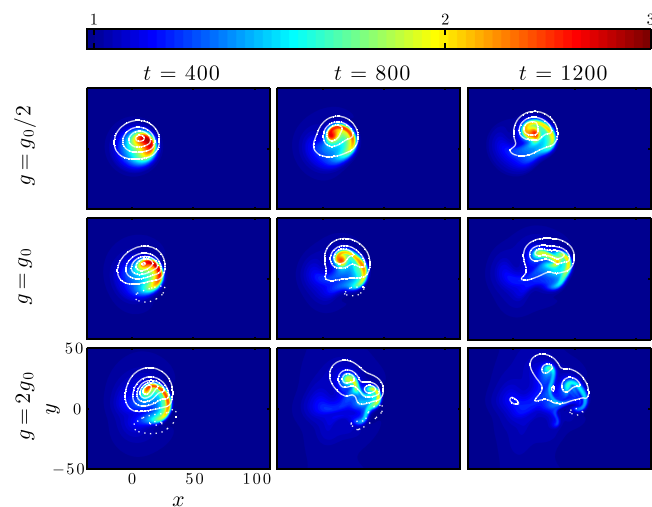 1 2 3
t = 400 t = 800 t = 1200
g = g₀/2
g = g₀
g = 2g₀
50
y 0
−50
0 50 100
x